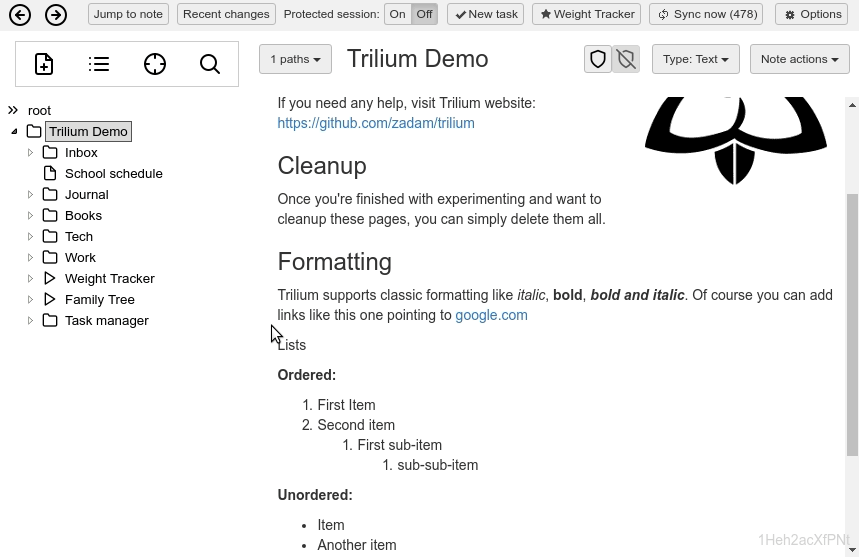 Jump to note Recent changes Protected session: On Off New task Weight Tracker Sync now (478) Options
1 paths Trilium Demo Type: Text Note actions
root
Trilium Demo
Inbox
School schedule
Journal
Books
Tech
Work
Weight Tracker
Family Tree
Task manager
If you need any help, visit Trilium website:
https://github.com/zadam/trilium
Cleanup
Once you're finished with experimenting and want to
cleanup these pages, you can simply delete them all.
Formatting
Trilium supports classic formatting like italic, bold, bold and italic. Of course you can add
links like this one pointing to google.com
Lists
Ordered:
1. First Item
2. Second item
1. First sub-item
1. sub-sub-item
Unordered:
• Item
• Another item
1Heh2acXfPNt